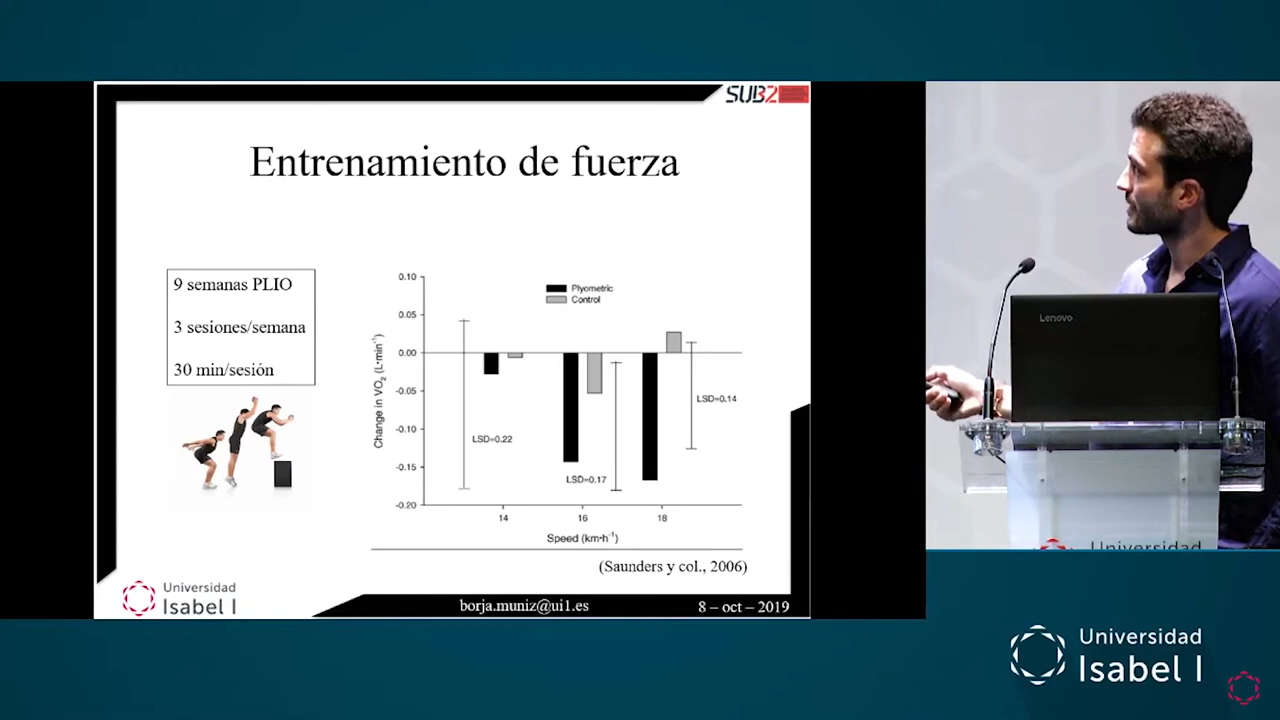 SUB2
Entrenamiento de fuerza
9 semanas PLIO
3 sesiones/semana
30 min/sesión
Change in VO2 (L·min-1)
0.10
0.05
0.00
-0.05
-0.10
-0.15
-0.20
Plyometric
Control
LSD=0.22
LSD=0.17
LSD=0.14
14
16
18
Speed (km·h-1)
(Saunders y col., 2006)
Universidad
Isabel I
borja.muniz@ui1.es
8 – oct – 2019
Lenovo
Universidad
Universidad
Isabel I